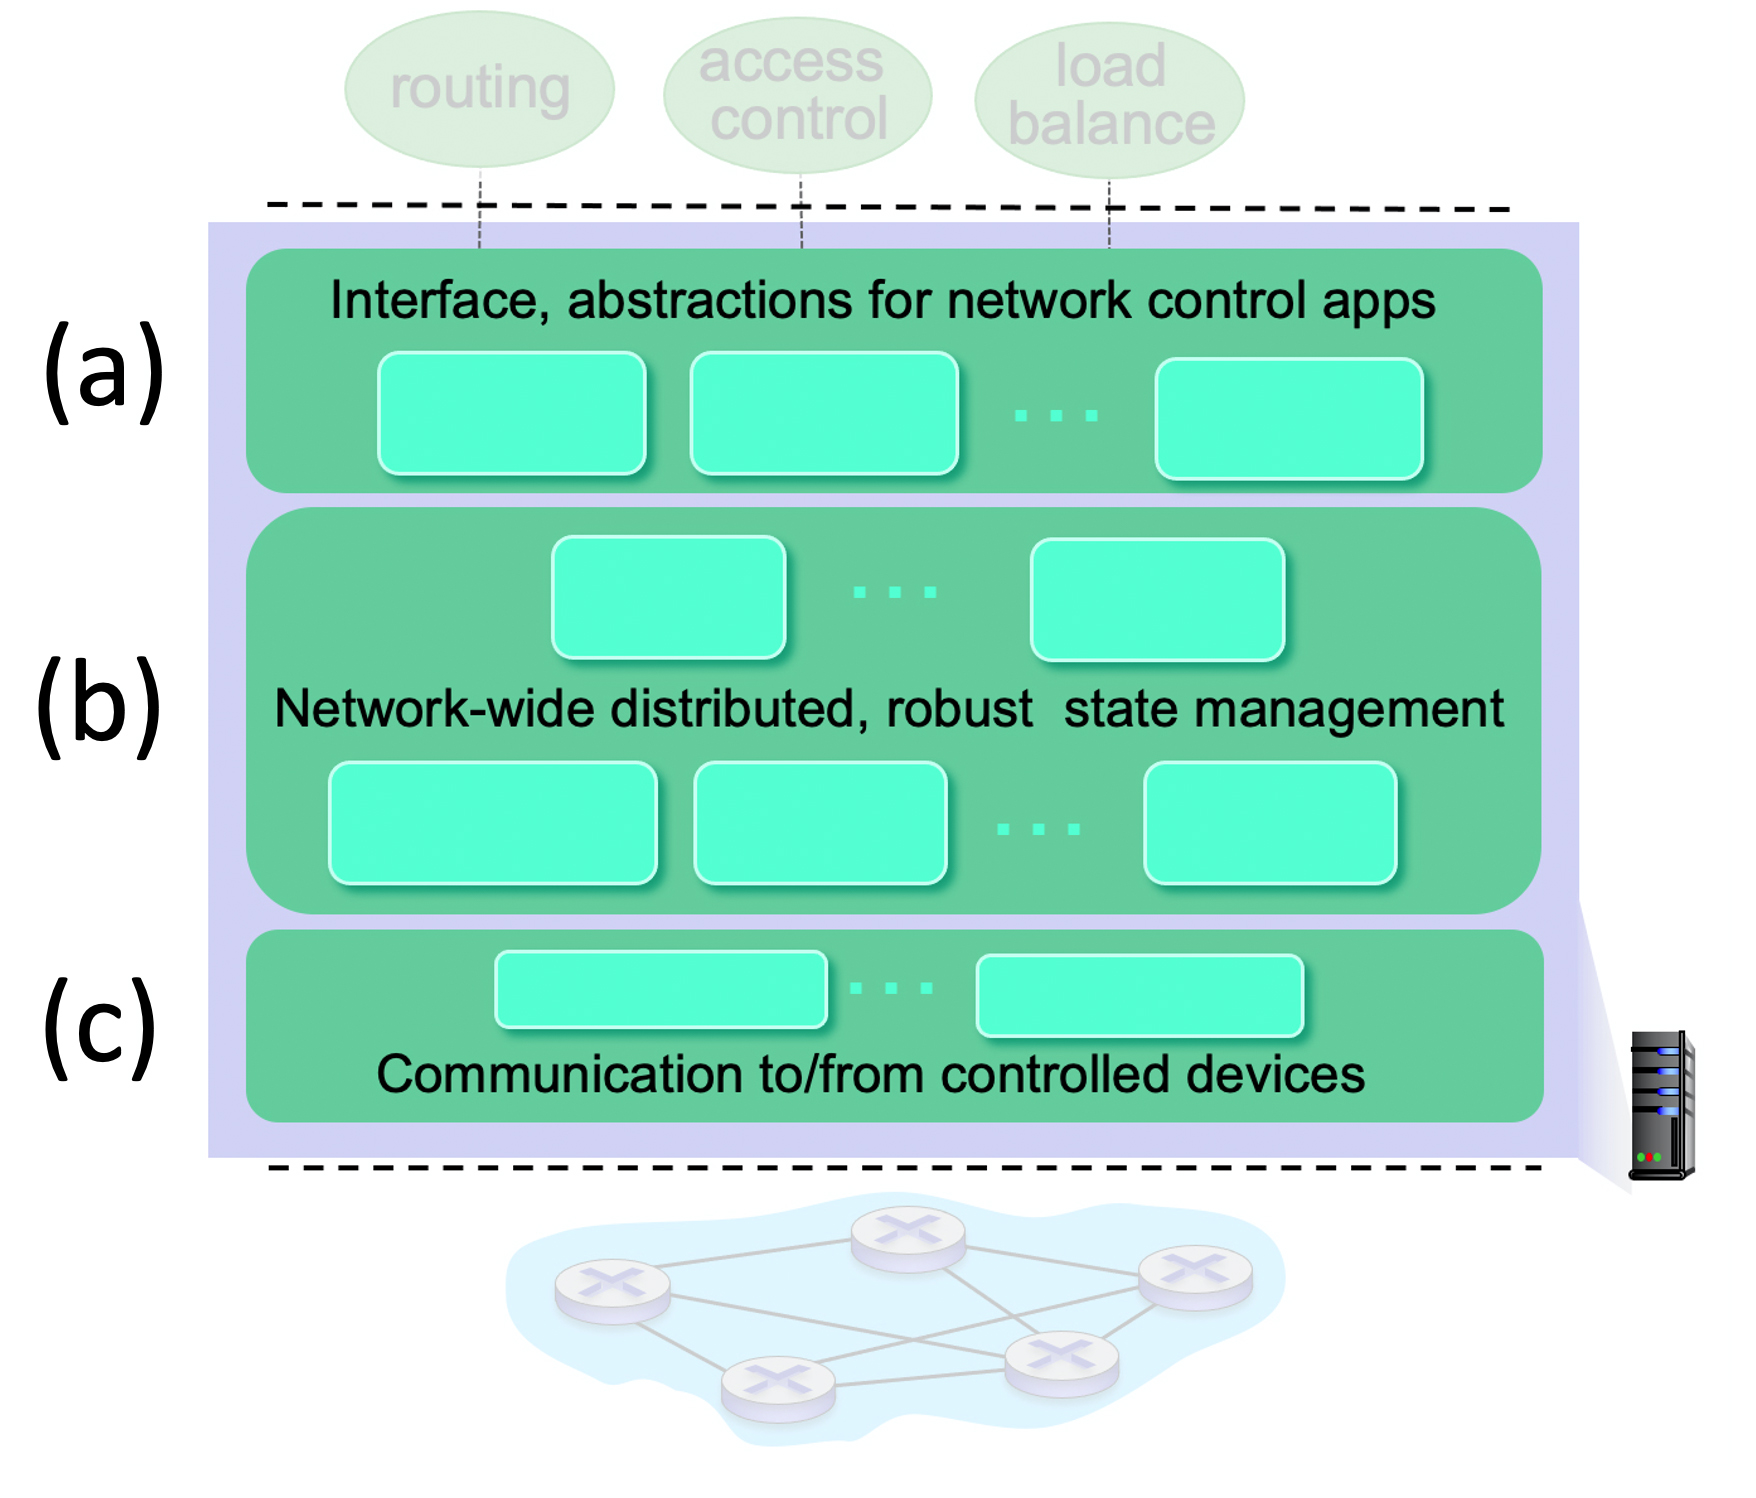 routing
access
control
load
balance
(a)
Interface, abstractions for network control apps
(b)
Network-wide distributed, robust  state management
(c)
Communication to/from controlled devices